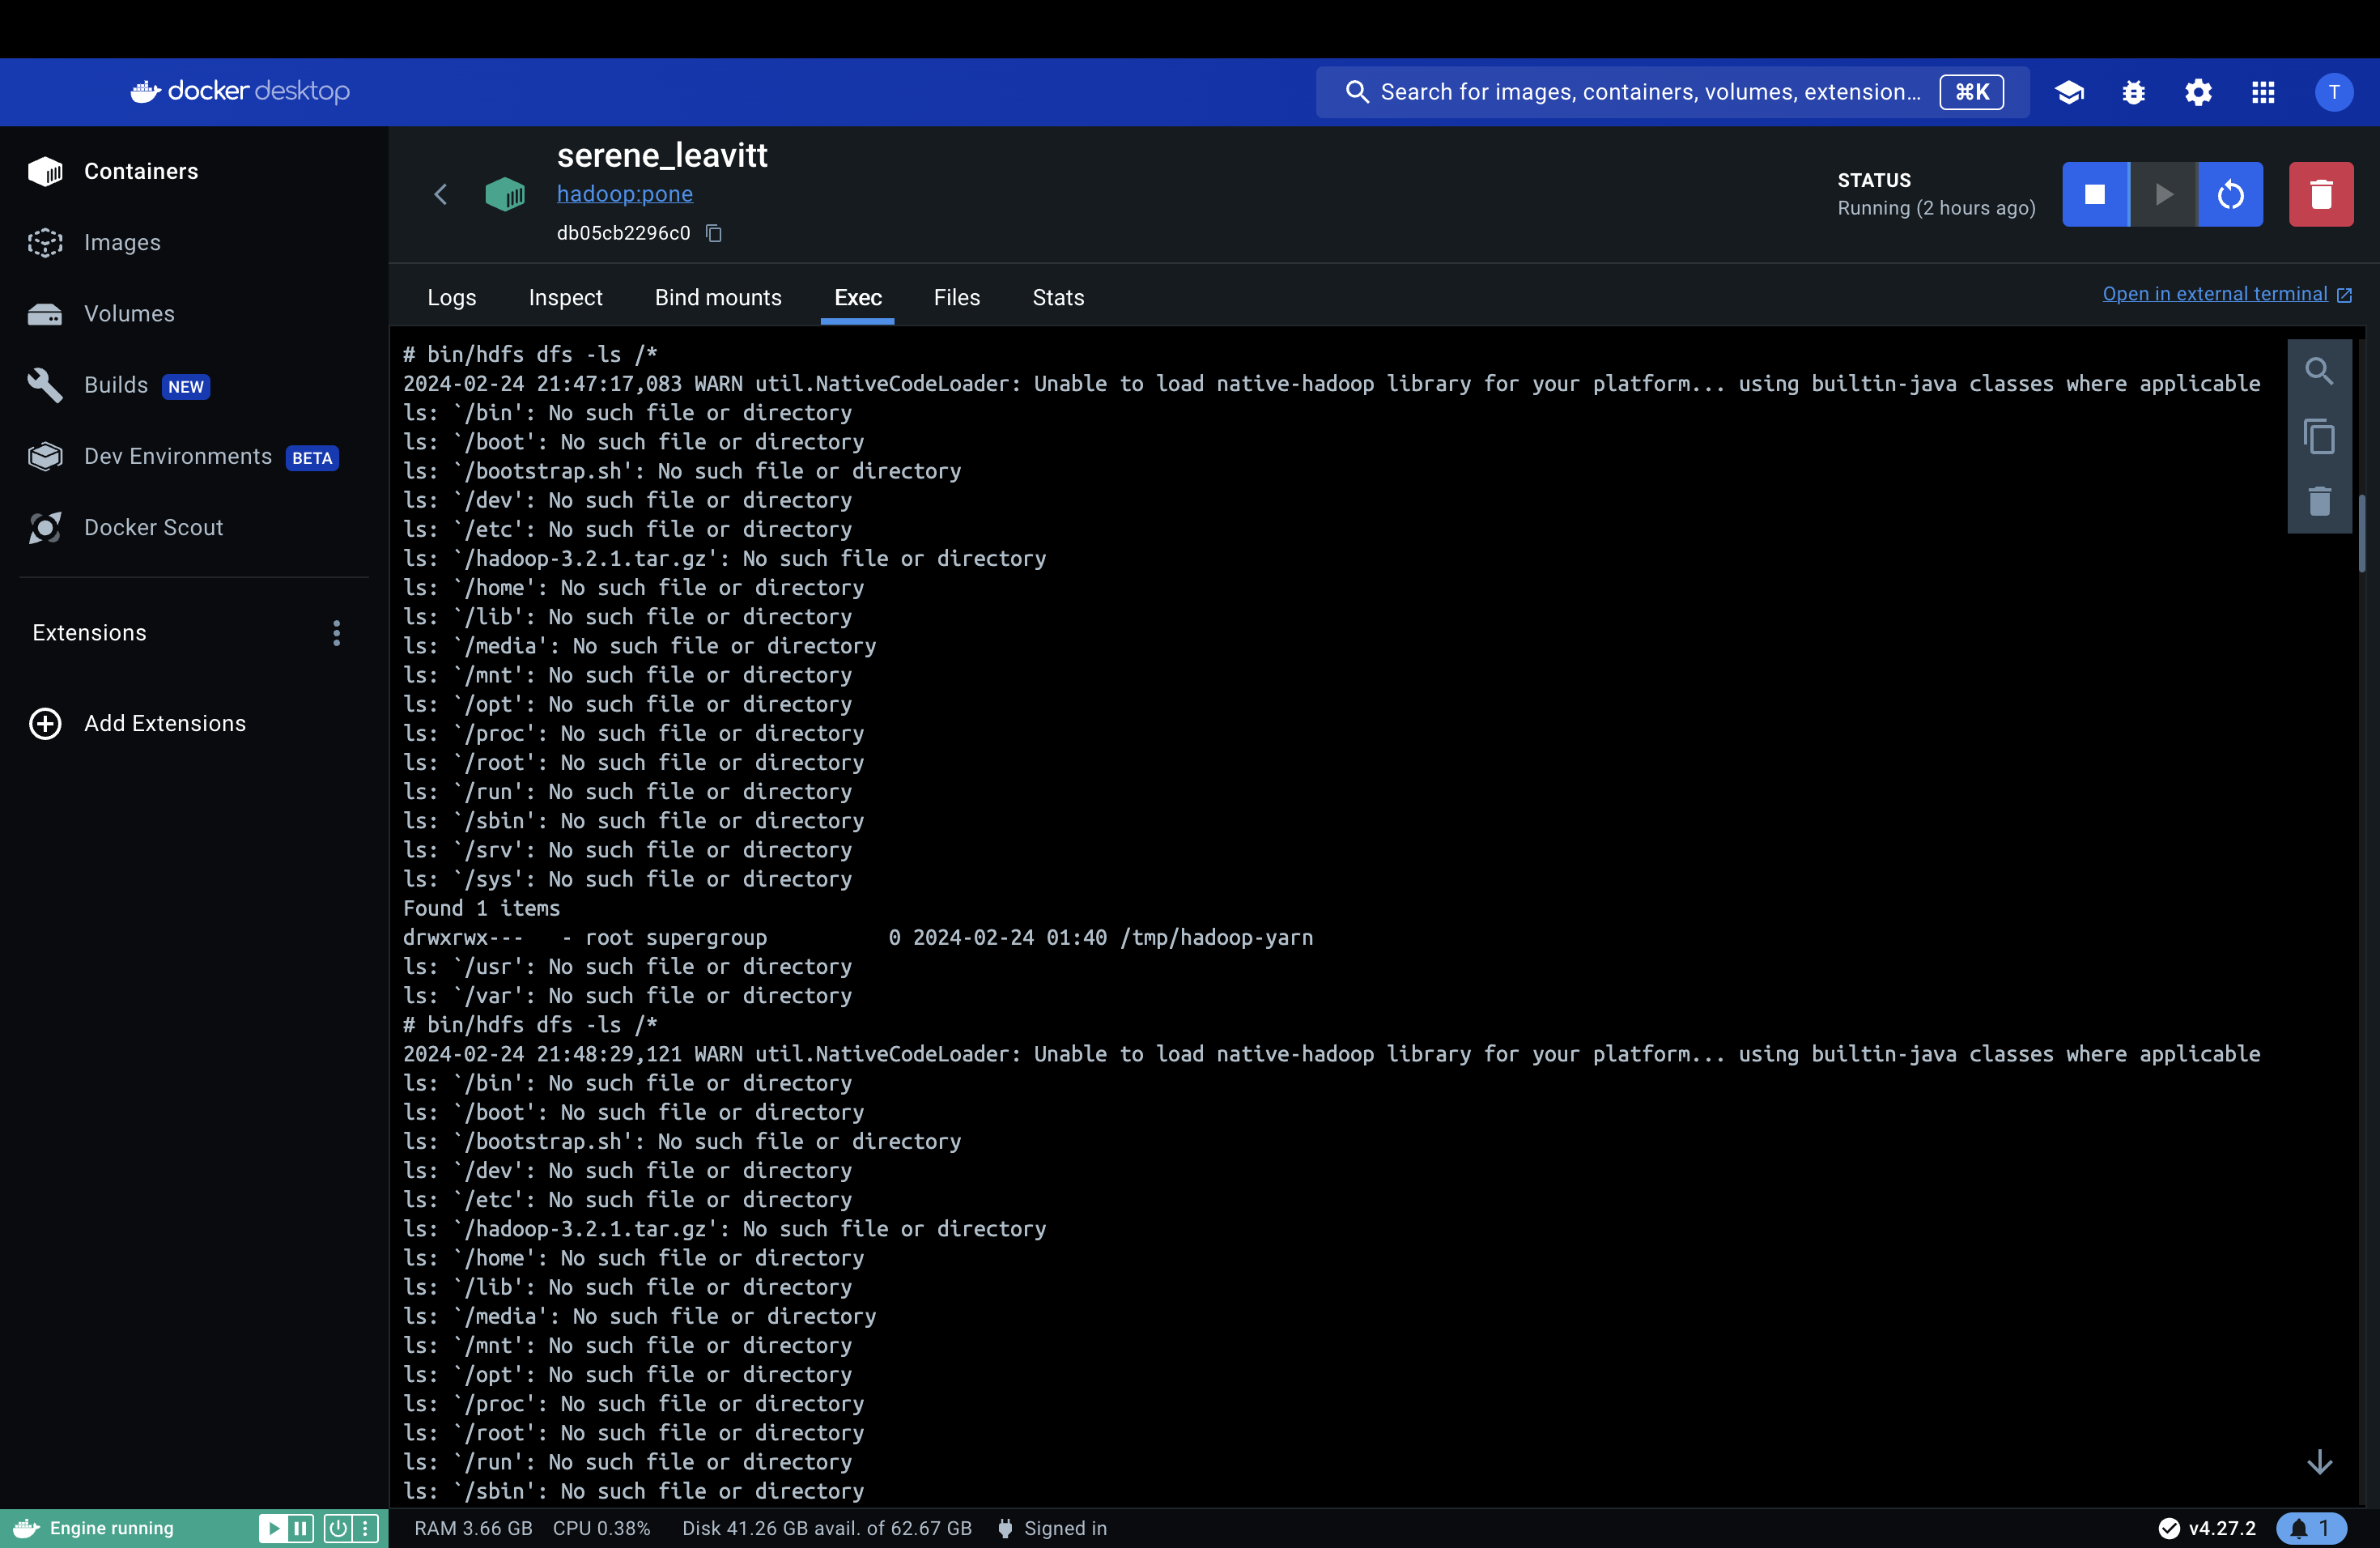 docker desktop
Search for images, containers, volumes, extension... ⌘K
T
Containers
Images
Volumes
Builds NEW
Dev Environments BETA
Docker Scout
Extensions
Add Extensions
serene_leavitt
hadoop:pone
db05cb2296c0
STATUS
Running (2 hours ago)
Logs Inspect Bind mounts Exec Files Stats
Open in external terminal
# bin/hdfs dfs -ls /*
2024-02-24 21:47:17,083 WARN util.NativeCodeLoader: Unable to load native-hadoop library for your platform... using builtin-java classes where applicable
ls: `/bin': No such file or directory
ls: `/boot': No such file or directory
ls: `/bootstrap.sh': No such file or directory
ls: `/dev': No such file or directory
ls: `/etc': No such file or directory
ls: `/hadoop-3.2.1.tar.gz': No such file or directory
ls: `/home': No such file or directory
ls: `/lib': No such file or directory
ls: `/media': No such file or directory
ls: `/mnt': No such file or directory
ls: `/opt': No such file or directory
ls: `/proc': No such file or directory
ls: `/root': No such file or directory
ls: `/run': No such file or directory
ls: `/sbin': No such file or directory
ls: `/srv': No such file or directory
ls: `/sys': No such file or directory
Found 1 items
drwxrwx---   - root supergroup          0 2024-02-24 01:40 /tmp/hadoop-yarn
ls: `/usr': No such file or directory
ls: `/var': No such file or directory
# bin/hdfs dfs -ls /*
2024-02-24 21:48:29,121 WARN util.NativeCodeLoader: Unable to load native-hadoop library for your platform... using builtin-java classes where applicable
ls: `/bin': No such file or directory
ls: `/boot': No such file or directory
ls: `/bootstrap.sh': No such file or directory
ls: `/dev': No such file or directory
ls: `/etc': No such file or directory
ls: `/hadoop-3.2.1.tar.gz': No such file or directory
ls: `/home': No such file or directory
ls: `/lib': No such file or directory
ls: `/media': No such file or directory
ls: `/mnt': No such file or directory
ls: `/opt': No such file or directory
ls: `/proc': No such file or directory
ls: `/root': No such file or directory
ls: `/run': No such file or directory
ls: `/sbin': No such file or directory
Engine running
RAM 3.66 GB CPU 0.38% Disk 41.26 GB avail. of 62.67 GB Signed in
v4.27.2
1